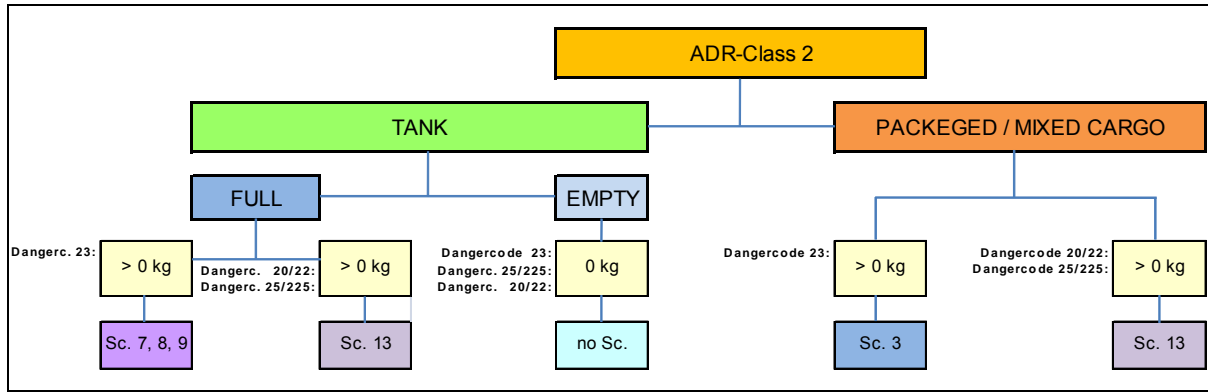 ADR-Class 2
TANK
PACKEGED / MIXED CARGO
FULL
EMPTY
Dangerc. 23:
> 0 kg
Dangerc. 20/22:
Dangerc. 25/225:
> 0 kg
Dangercode 23:
Dangerc. 25/225:
Dangerc. 20/22:
0 kg
Dangercode 23:
> 0 kg
Dangercode 20/22:
Dangercode 25/225:
> 0 kg
Sc. 7, 8, 9
Sc. 13
no Sc.
Sc. 3
Sc. 13